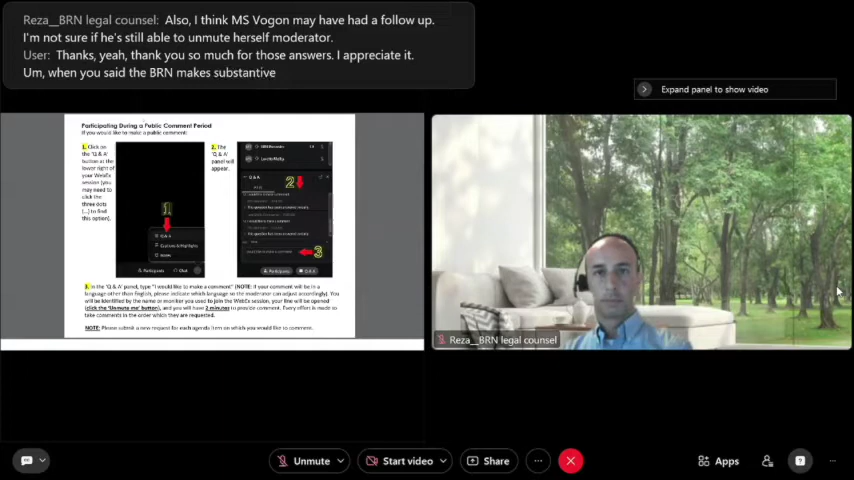 Reza__BRN legal counsel: Also, I think MS Vogon may have had a follow up.
I'm not sure if he's still able to unmute herself moderator.
User: Thanks, yeah, thank you so much for those answers. I appreciate it.
Um, when you said the BRN makes substantive
Expand panel to show video
Participating During a Public Comment Period
If you would like to make a public comment:
1. Click on
the 'Q & A'
button at the
lower right of
your WebEx
session (you
may need to
click the
three dots
(...) to find
this option).
2. The
'Q & A'
panel will
appear.
1
2
3
Q & A
Participants
Chat
Participants
Q & A
3. In the 'Q & A' panel, type "I would like to make a comment" (NOTE: if your comment will be in a
language other than English, please indicate which language so the moderator can adjust accordingly). You
will be identified by the name or moniker you used to join the WebEx session, your line will be opened
(click the 'Unmute me' button), and you will have 2 minutes to provide comment. Every effort is made to
take comments in the order which they are requested.
NOTE: Please submit a new request for each agenda item on which you would like to comment.
Reza__BRN legal counsel
Unmute
Start video
Share
Apps